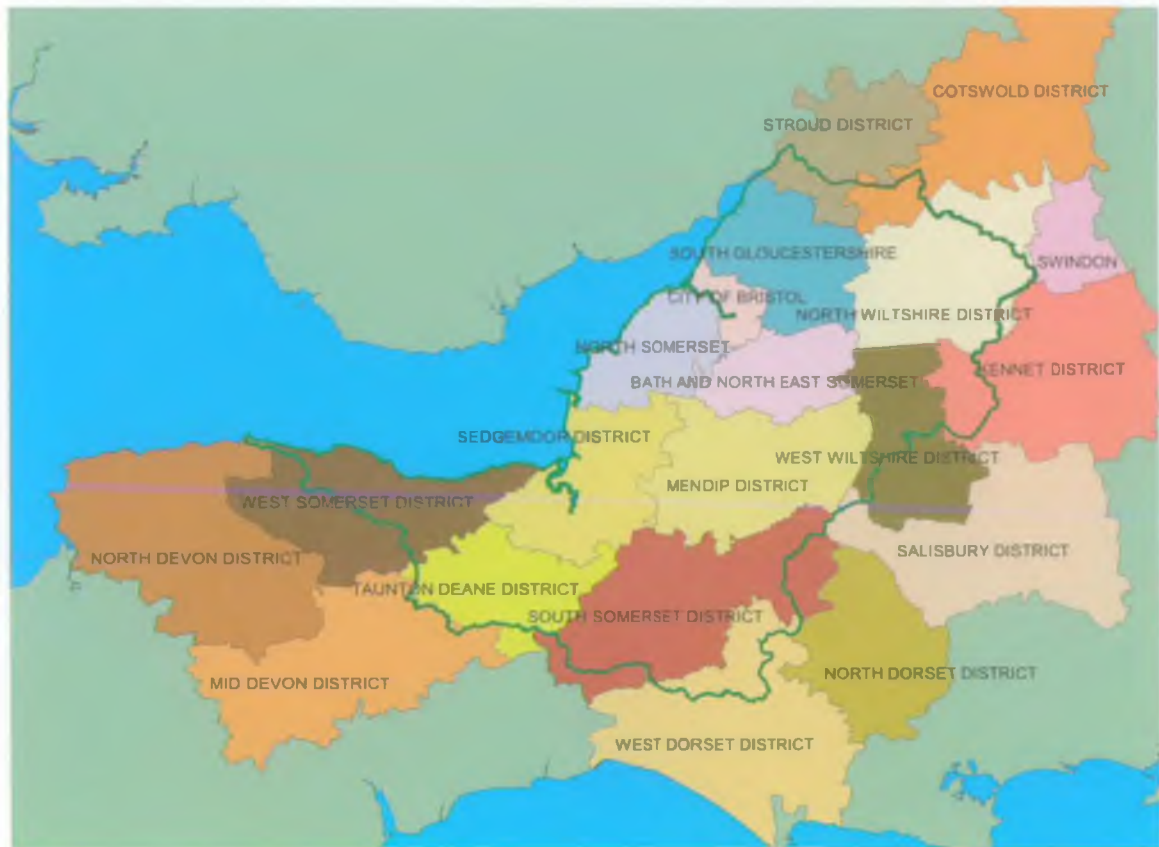 COTSWOLD DISTRICT
STROUD DISTRICT
SOUTH GLOUCESTERSHIRE
SWINDON
CITY OF BRISTOL
NORTH WILTSHIRE DISTRICT
NORTH SOMERSET
KENNET DISTRICT
BATH AND NORTH EAST SOMERSET
SEDGEMOOR DISTRICT
WEST WILTSHIRE DISTRICT
MENDIP DISTRICT
WEST SOMERSET DISTRICT
SALISBURY DISTRICT
NORTH DEVON DISTRICT
TAUNTON DEANE DISTRICT
SOUTH SOMERSET DISTRICT
NORTH DORSET DISTRICT
MID DEVON DISTRICT
WEST DORSET DISTRICT